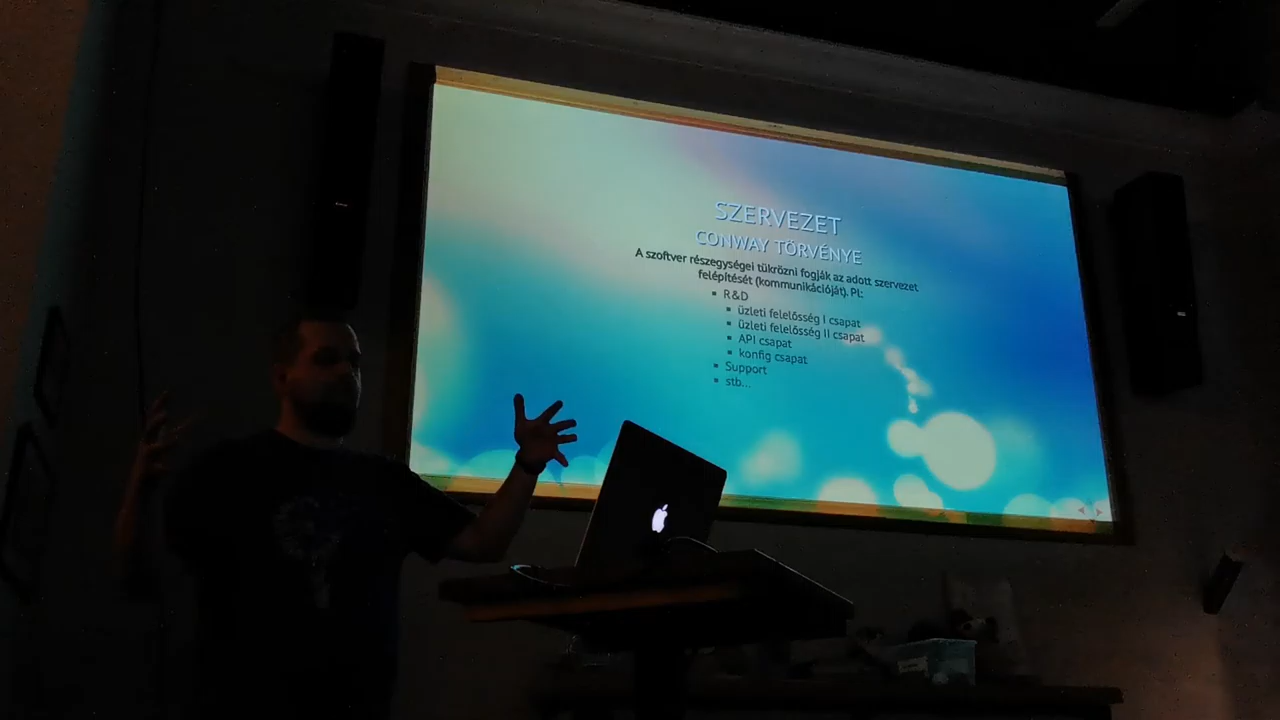 SZERVEZET
CONWAY TÖRVÉNYE
A szoftver részegységei tükrözni fogják az adott szervezet
felépítését (kommunikációját). Pl:
▪ R&D
▪ üzleti felelősség I csapat
▪ üzleti felelősség II csapat
▪ API csapat
▪ konfig csapat
▪ Support
▪ stb...